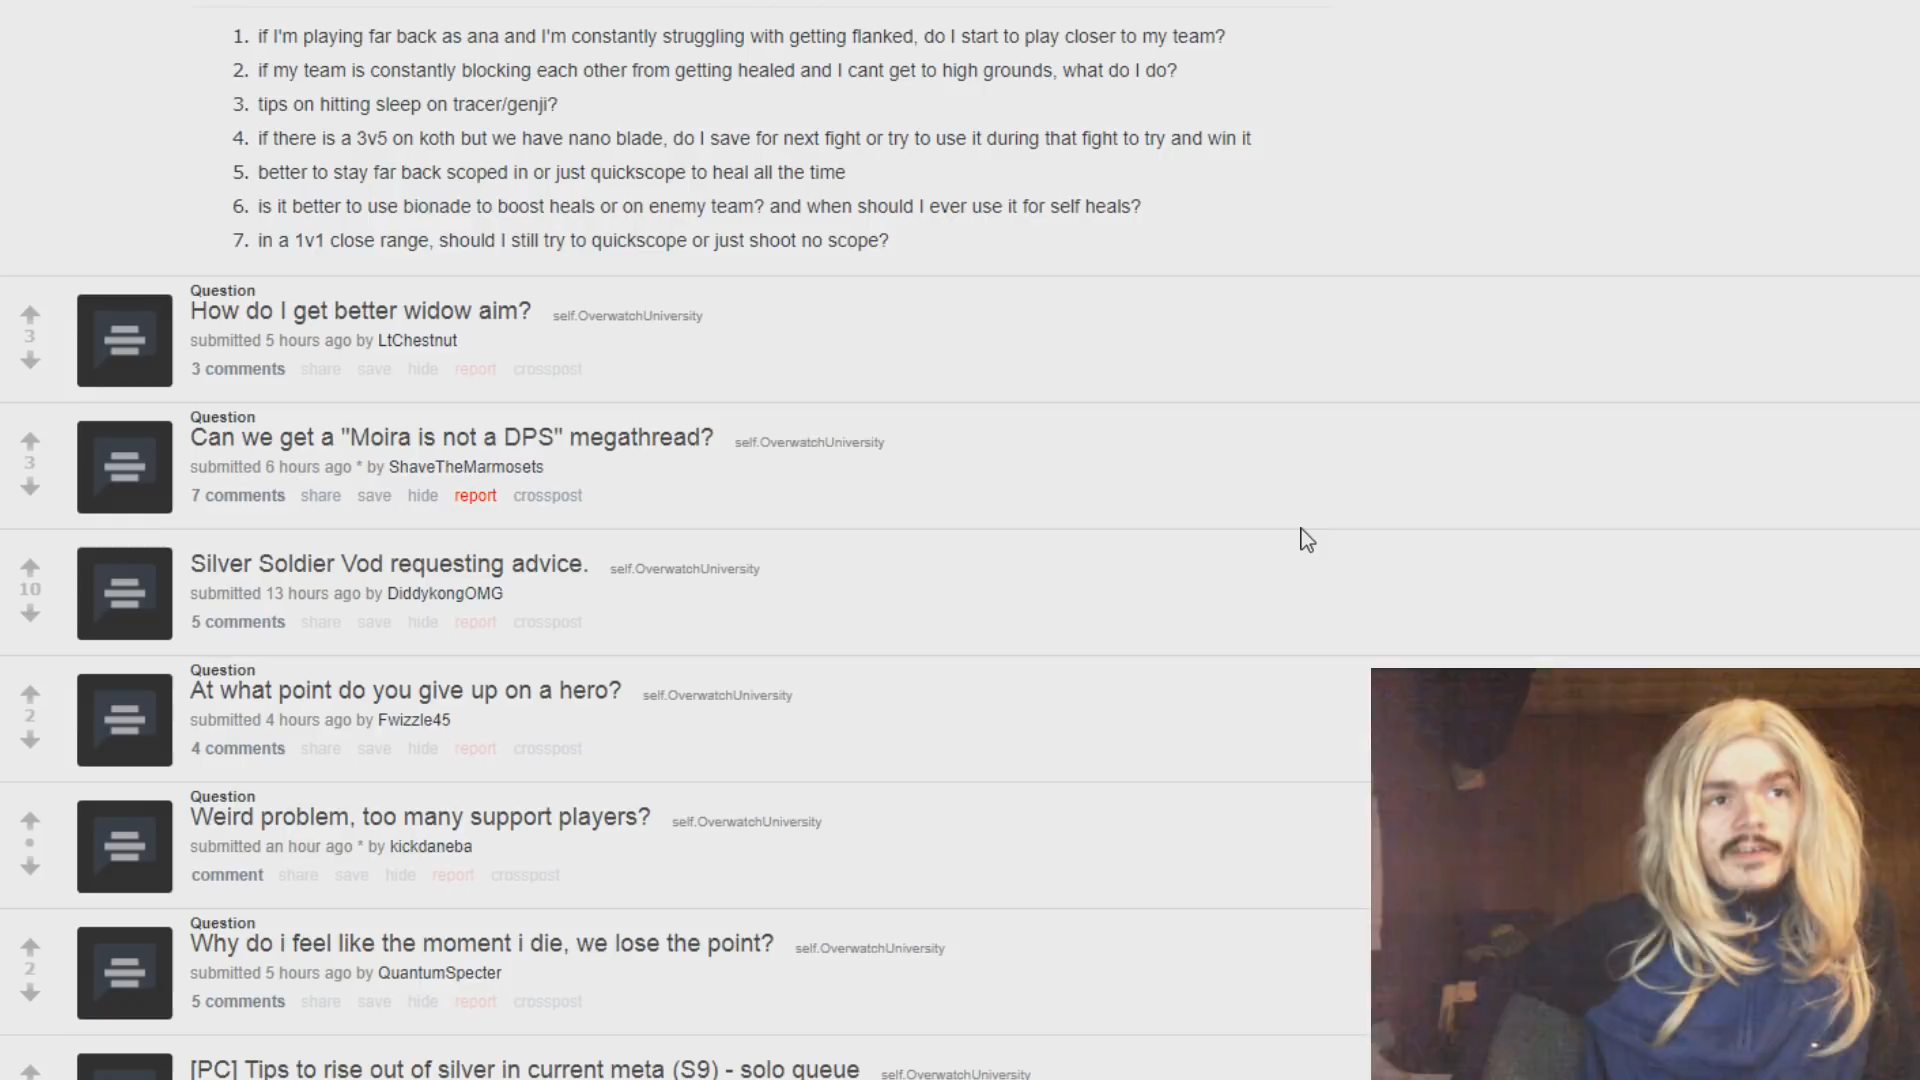 1. if I'm playing far back as ana and I'm constantly struggling with getting flanked, do I start to play closer to my team?
2. if my team is constantly blocking each other from getting healed and I cant get to high grounds, what do I do?
3. tips on hitting sleep on tracer/genji?
4. if there is a 3v5 on koth but we have nano blade, do I save for next fight or try to use it during that fight to try and win it
5. better to stay far back scoped in or just quickscope to heal all the time
6. is it better to use bionade to boost heals or on enemy team? and when should I ever use it for self heals?
7. in a 1v1 close range, should I still try to quickscope or just shoot no scope?
Question
How do I get better widow aim? self.OverwatchUniversity
3
submitted 5 hours ago by LtChestnut
3 comments share save hide report crosspost
Question
Can we get a "Moira is not a DPS" megathread? self.OverwatchUniversity
3
submitted 6 hours ago * by ShaveTheMarmosets
7 comments share save hide report crosspost
Silver Soldier Vod requesting advice. self.OverwatchUniversity
10
submitted 13 hours ago by DiddykongOMG
5 comments share save hide report crosspost
Question
At what point do you give up on a hero? self.OverwatchUniversity
2
submitted 4 hours ago by Fwizzle45
4 comments share save hide report crosspost
Question
Weird problem, too many support players? self.OverwatchUniversity
•
submitted an hour ago * by kickdaneba
comment share save hide report crosspost
Question
Why do i feel like the moment i die, we lose the point? self.OverwatchUniversity
2
submitted 5 hours ago by QuantumSpecter
5 comments share save hide report crosspost
[PC] Tips to rise out of silver in current meta (S9) - solo queue self.OverwatchUniversity